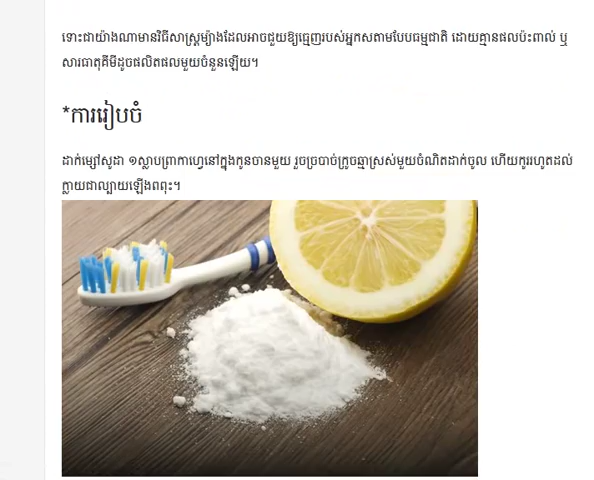 ទោះជាយ៉ាងណាមានវិធីសាស្ត្រម្យ៉ាងដែលអាចជួយឱ្យធ្មេញរបស់អ្នកសតាមបែបធម្មជាតិ ដោយគ្មានផលប៉ះពាល់ ឬ
សារធាតុគីមីដូចផលិតផលមួយចំនួនឡើយ។
*ការរៀបចំ
ដាក់ម្សៅសូដា ១ស្លាបព្រាកាហ្វេនៅក្នុងកូនចានមួយ រួចច្របាច់ក្រូចឆ្មាស្រស់មួយចំណិតដាក់ចូល ហើយកូររហូតដល់
ក្លាយជាល្បាយឡើងពពុះ។